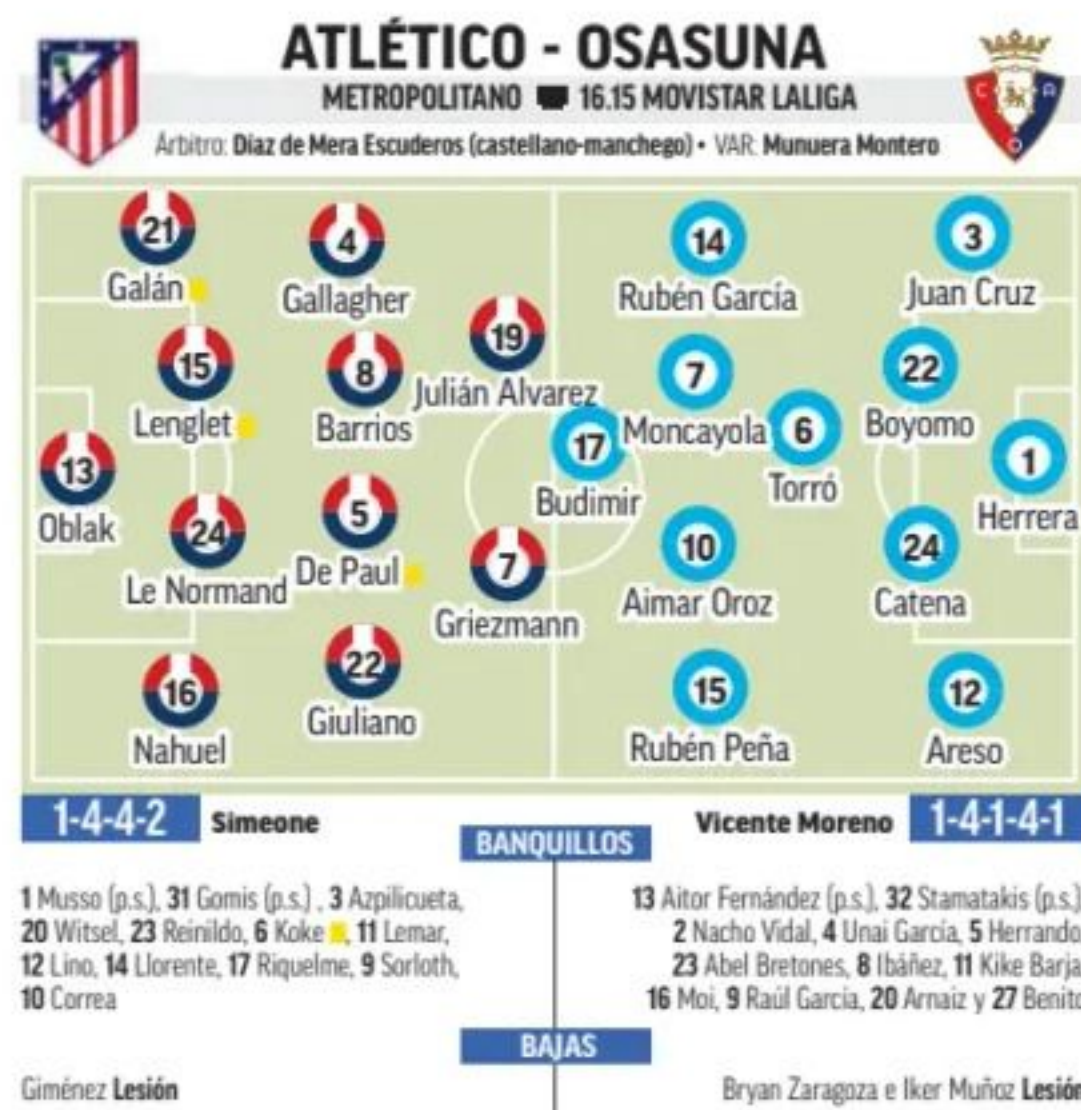 ATLÉTICO - OSASUNA
METROPOLITANO 16.15 MOVISTAR LALIGA
Árbitro: Díaz de Mera Escuderos (castellano-manchego) • VAR: Munuera Montero
C A
O
21
Galán
4
Gallagher
15
Lenglet
8
Barrios
19
Julián Alvarez
13
Oblak
24
Le Normand
5
De Paul
7
Griezmann
16
Nahuel
22
Giuliano
14
Rubén García
3
Juan Cruz
7
Moncayola
22
Boyomo
17
Budimir
6
Torró
1
Herrera
10
Aimar Oroz
24
Catena
15
Rubén Peña
12
Areso
1-4-4-2 Simeone
Vicente Moreno 1-4-1-4-1
BANQUILLOS
1 Musso (p.s.), 31 Gomis (p.s.) , 3 Azpilicueta,
20 Witsel, 23 Reinildo, 6 Koke , 11 Lemar,
12 Lino, 14 Llorente, 17 Riquelme, 9 Sorloth,
10 Correa
13 Aitor Fernández (p.s.), 32 Stamatakis (p.s.)
2 Nacho Vidal, 4 Unai García, 5 Herrando
23 Abel Bretones, 8 Ibáñez, 11 Kike Barja
16 Moi, 9 Raúl García, 20 Arnaiz y 27 Benito
BAJAS
Giménez Lesión
Bryan Zaragoza e Iker Muñoz Lesión